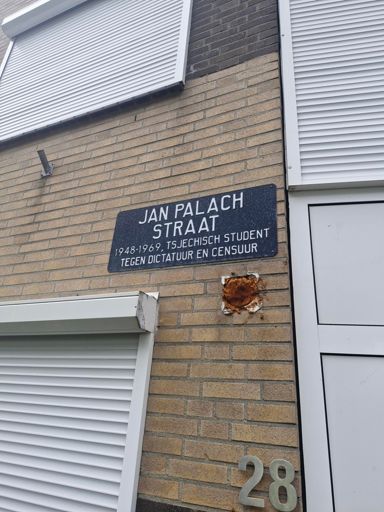 JAN PALACH
STRAAT
1948-1969, TSJECHISCH STUDENT
TEGEN DICTATUUR EN CENSUUR
28